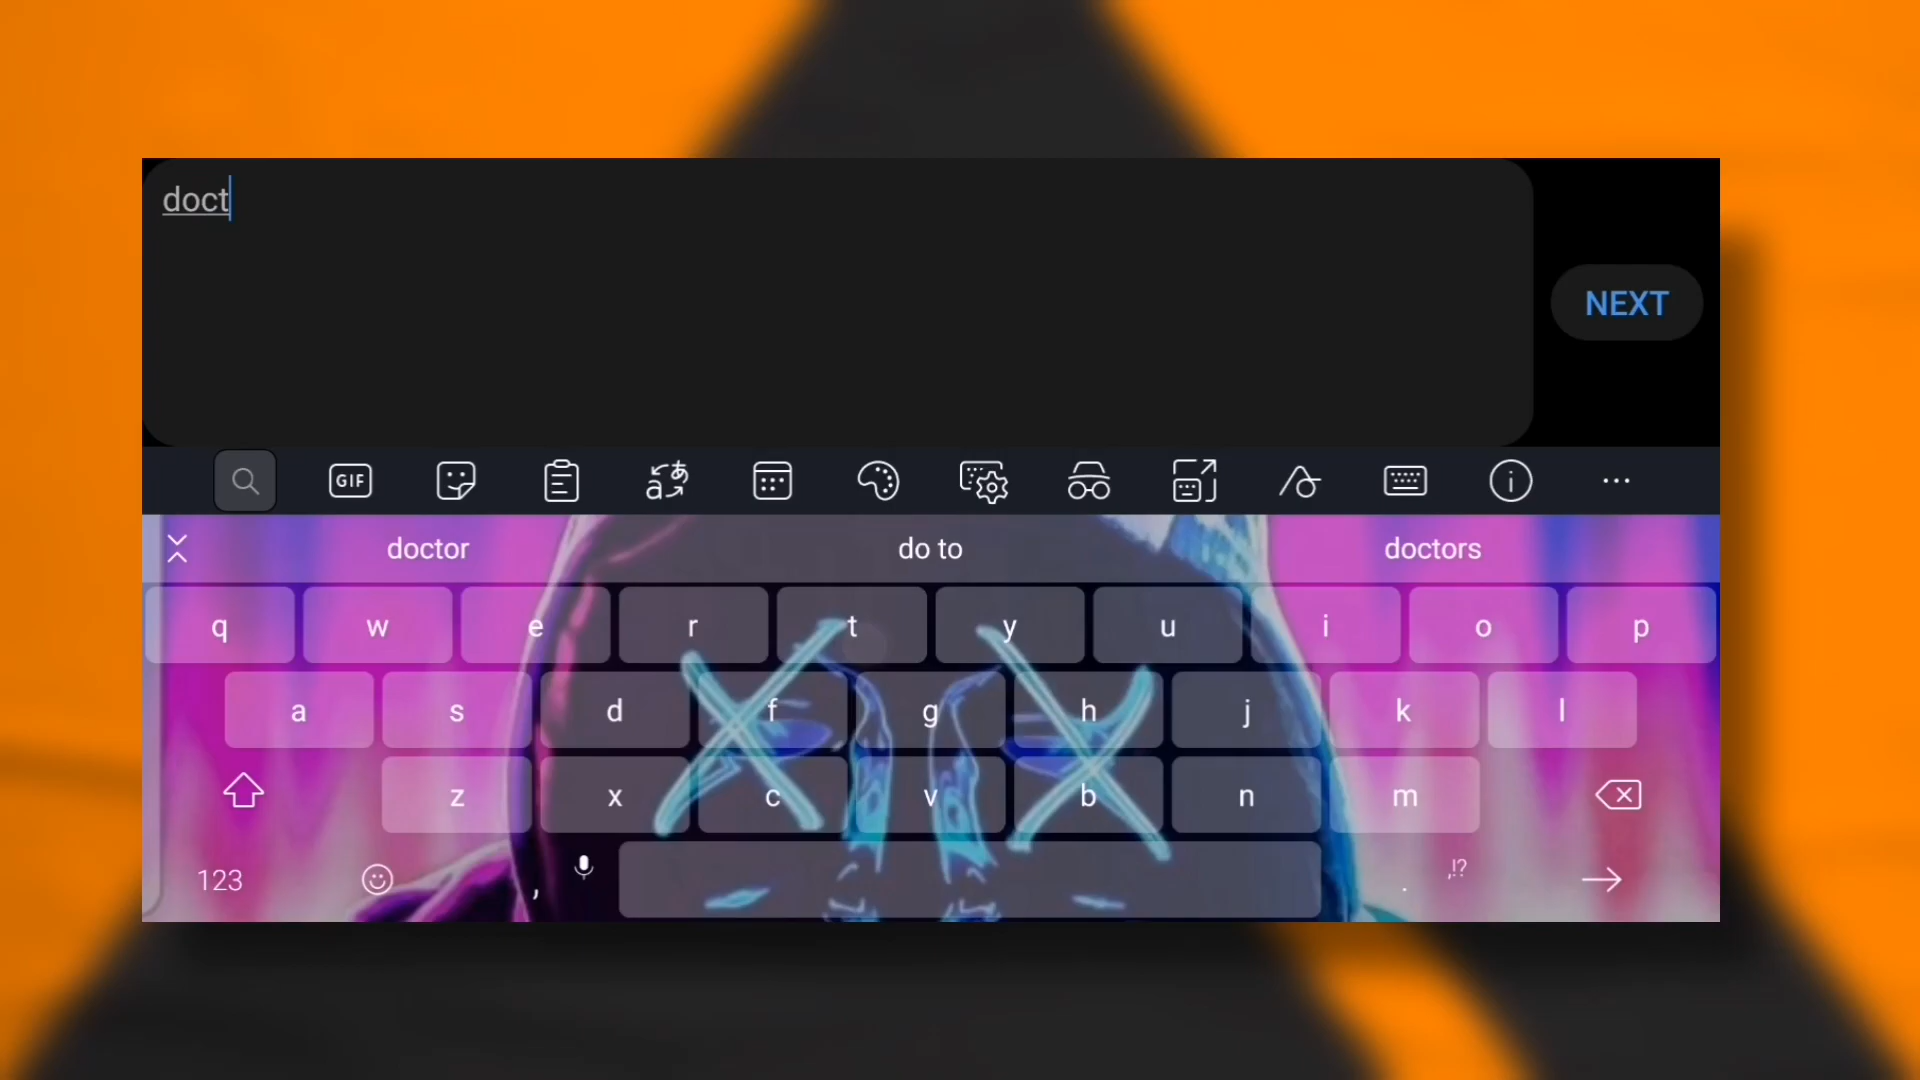 doct
NEXT
GIF
doctor do to doctors
q w e r t y u i o p
a s d f g h j k l
z x c v b n m
123 , . ,!?